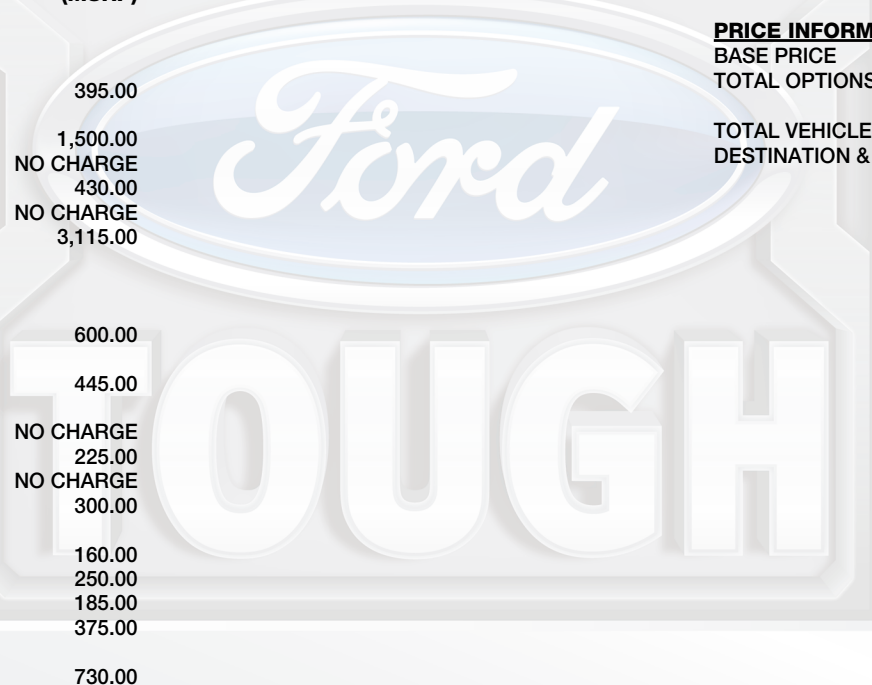 PRICE INFORM
BASE PRICE
TOTAL OPTIONS
TOTAL VEHICLE
DESTINATION &
395.00
1,500.00
NO CHARGE
430.00
NO CHARGE
3,115.00
600.00
445.00
NO CHARGE
225.00
NO CHARGE
300.00
160.00
250.00
185.00
375.00
730.00
Ford
TOUGH